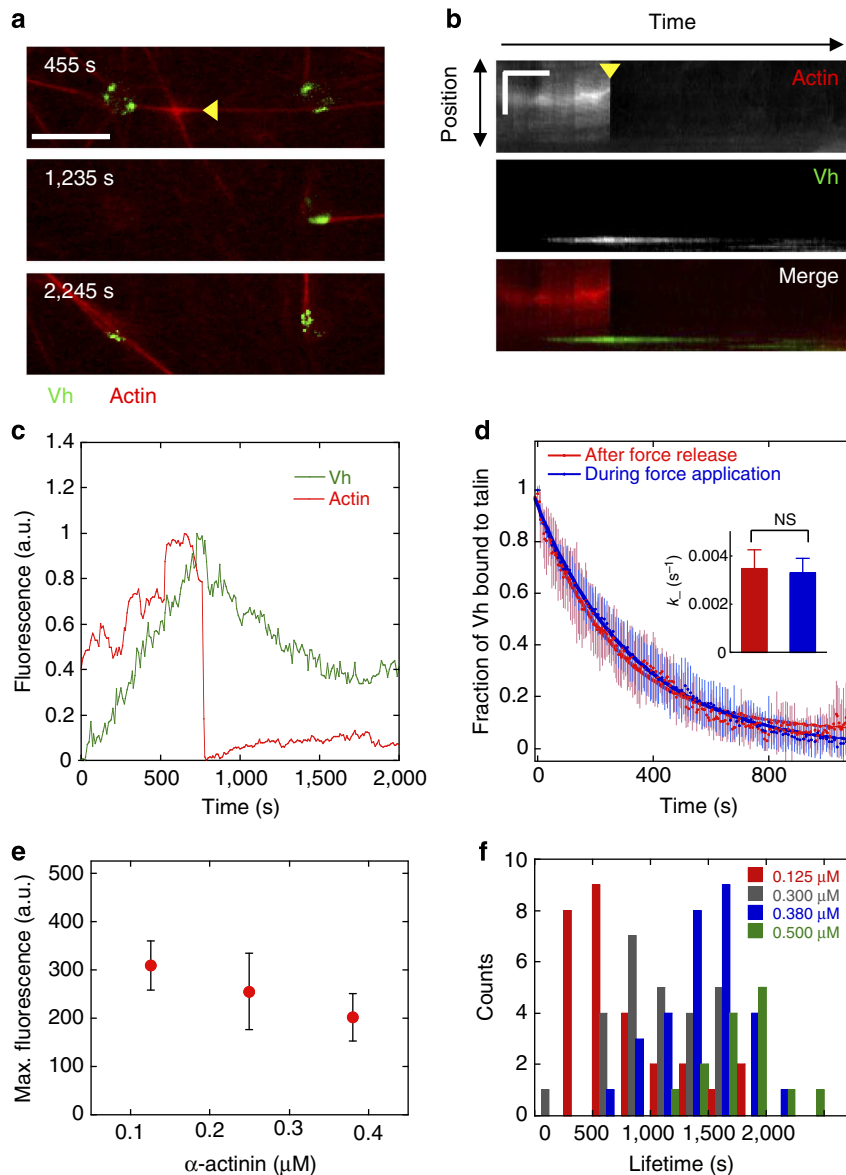 a
455 s
1,235 s
2,245 s
Vh Actin
b
Time
Position
Actin
Vh
Merge
c
Fluorescence (a.u.)
1.4
1.2
1
0.8
0.6
0.4
0.2
0
Vh
Actin
0 500 1,000 1,500 2,000
Time (s)
d
Fraction of Vh bound to talin
1
0.8
0.6
0.4
0.2
0
After force release
During force application
NS
k_ (s⁻¹)
0.004
0.002
0 400 800
Time (s)
e
Max. fluorescence (a.u.)
500
400
300
200
100
0
0.1 0.2 0.3 0.4
α-actinin (μM)
f
Counts
10
8
6
4
2
0
0.125 μM
0.300 μM
0.380 μM
0.500 μM
0 500 1,000 1,500 2,000
Lifetime (s)